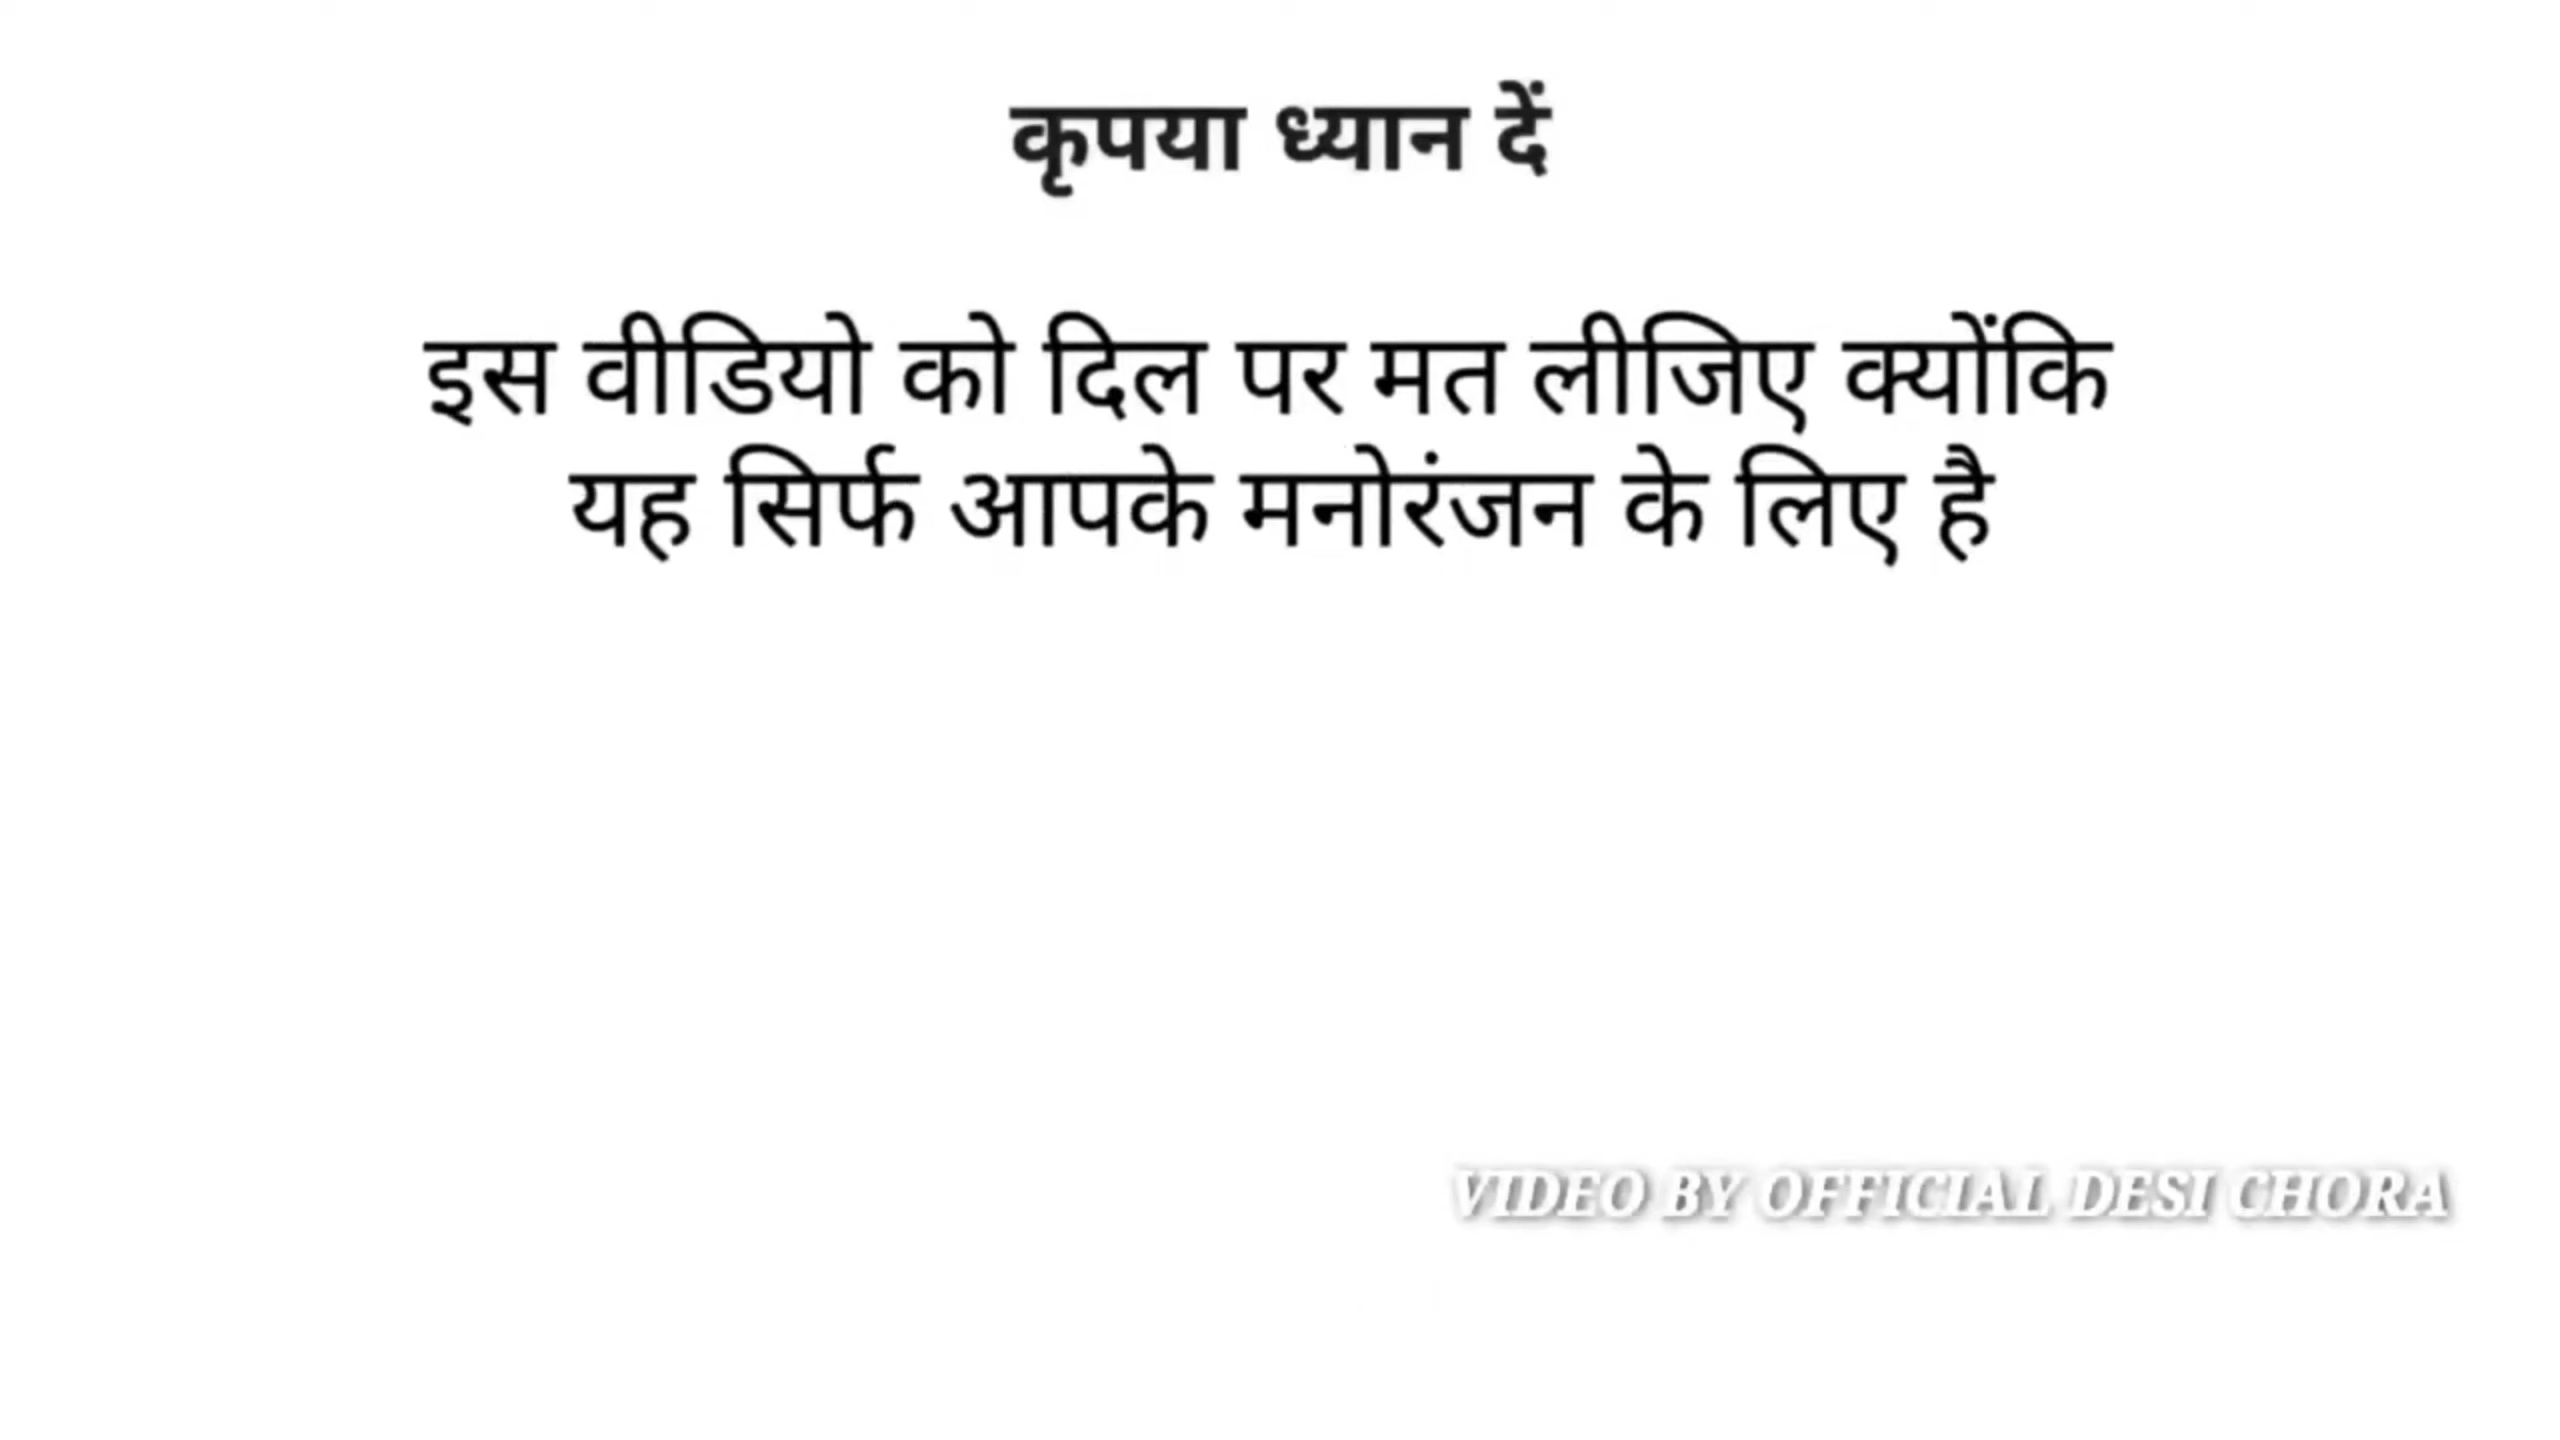 कृपया ध्यान दें
इस वीडियो को दिल पर मत लीजिए क्योंकि
यह सिर्फ आपके मनोरंजन के लिए है
VIDEO BY OFFICIAL DESI CHORA